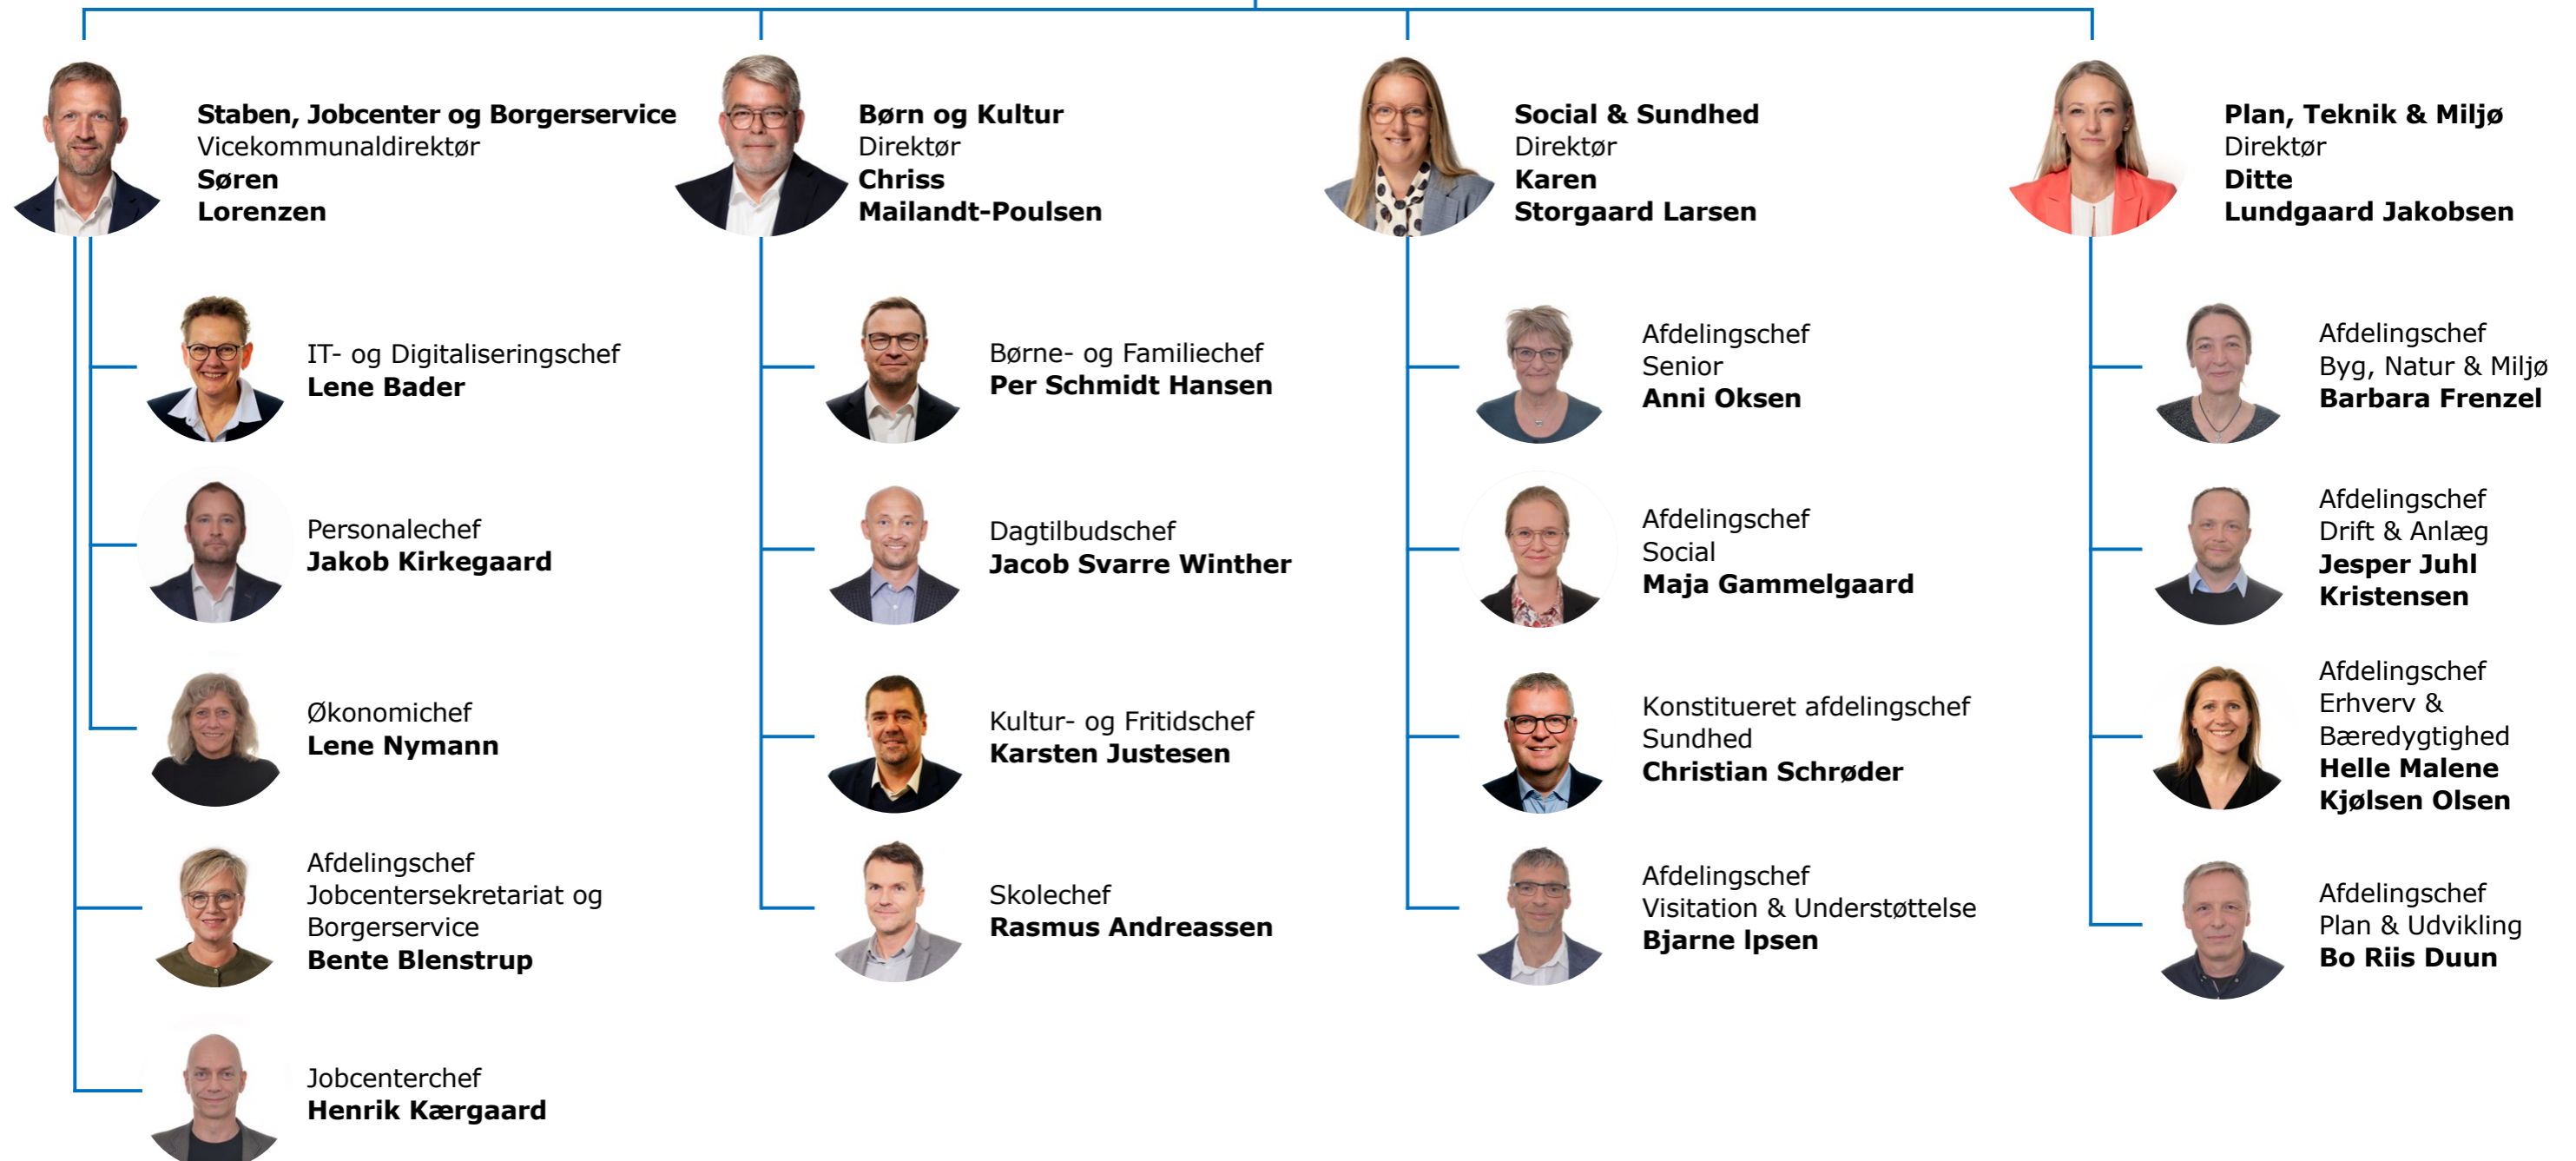 Staben, Jobcenter og Borgerservice
Vicekommunaldirektør
Søren
Lorenzen
IT- og Digitaliseringschef
Lene Bader
Personalechef
Jakob Kirkegaard
Økonomichef
Lene Nymann
Afdelingschef
Jobcentersekretariat og
Borgerservice
Bente Blenstrup
Jobcenterchef
Henrik Kærgaard
Børn og Kultur
Direktør
Chriss
Mailandt-Poulsen
Børne- og Familiechef
Per Schmidt Hansen
Dagtilbudschef
Jacob Svarre Winther
Kultur- og Fritidschef
Karsten Justesen
Skolechef
Rasmus Andreassen
Social & Sundhed
Direktør
Karen
Storgaard Larsen
Afdelingschef
Senior
Anni Oksen
Afdelingschef
Social
Maja Gammelgaard
Konstitueret afdelingschef
Sundhed
Christian Schrøder
Afdelingschef
Visitation & Understøttelse
Bjarne Ipsen
Plan, Teknik & Miljø
Direktør
Ditte
Lundgaard Jakobsen
Afdelingschef
Byg, Natur & Miljø
Barbara Frenzel
Afdelingschef
Drift & Anlæg
Jesper Juhl
Kristensen
Afdelingschef
Erhverv &
Bæredygtighed
Helle Malene
Kjølsen Olsen
Afdelingschef
Plan & Udvikling
Bo Riis Duun